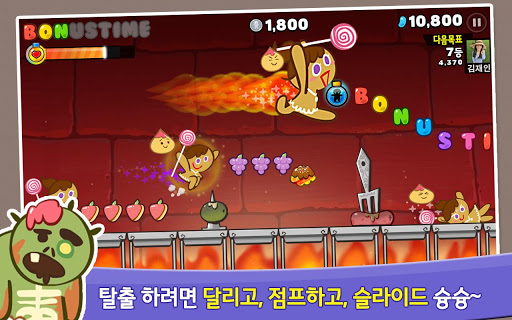 BONUSTIME
1,800
10,800
다음목표
7등
4,370
김재인
BONUSTI
탈출 하려면 달리고, 점프하고, 슬라이드 슝슝~